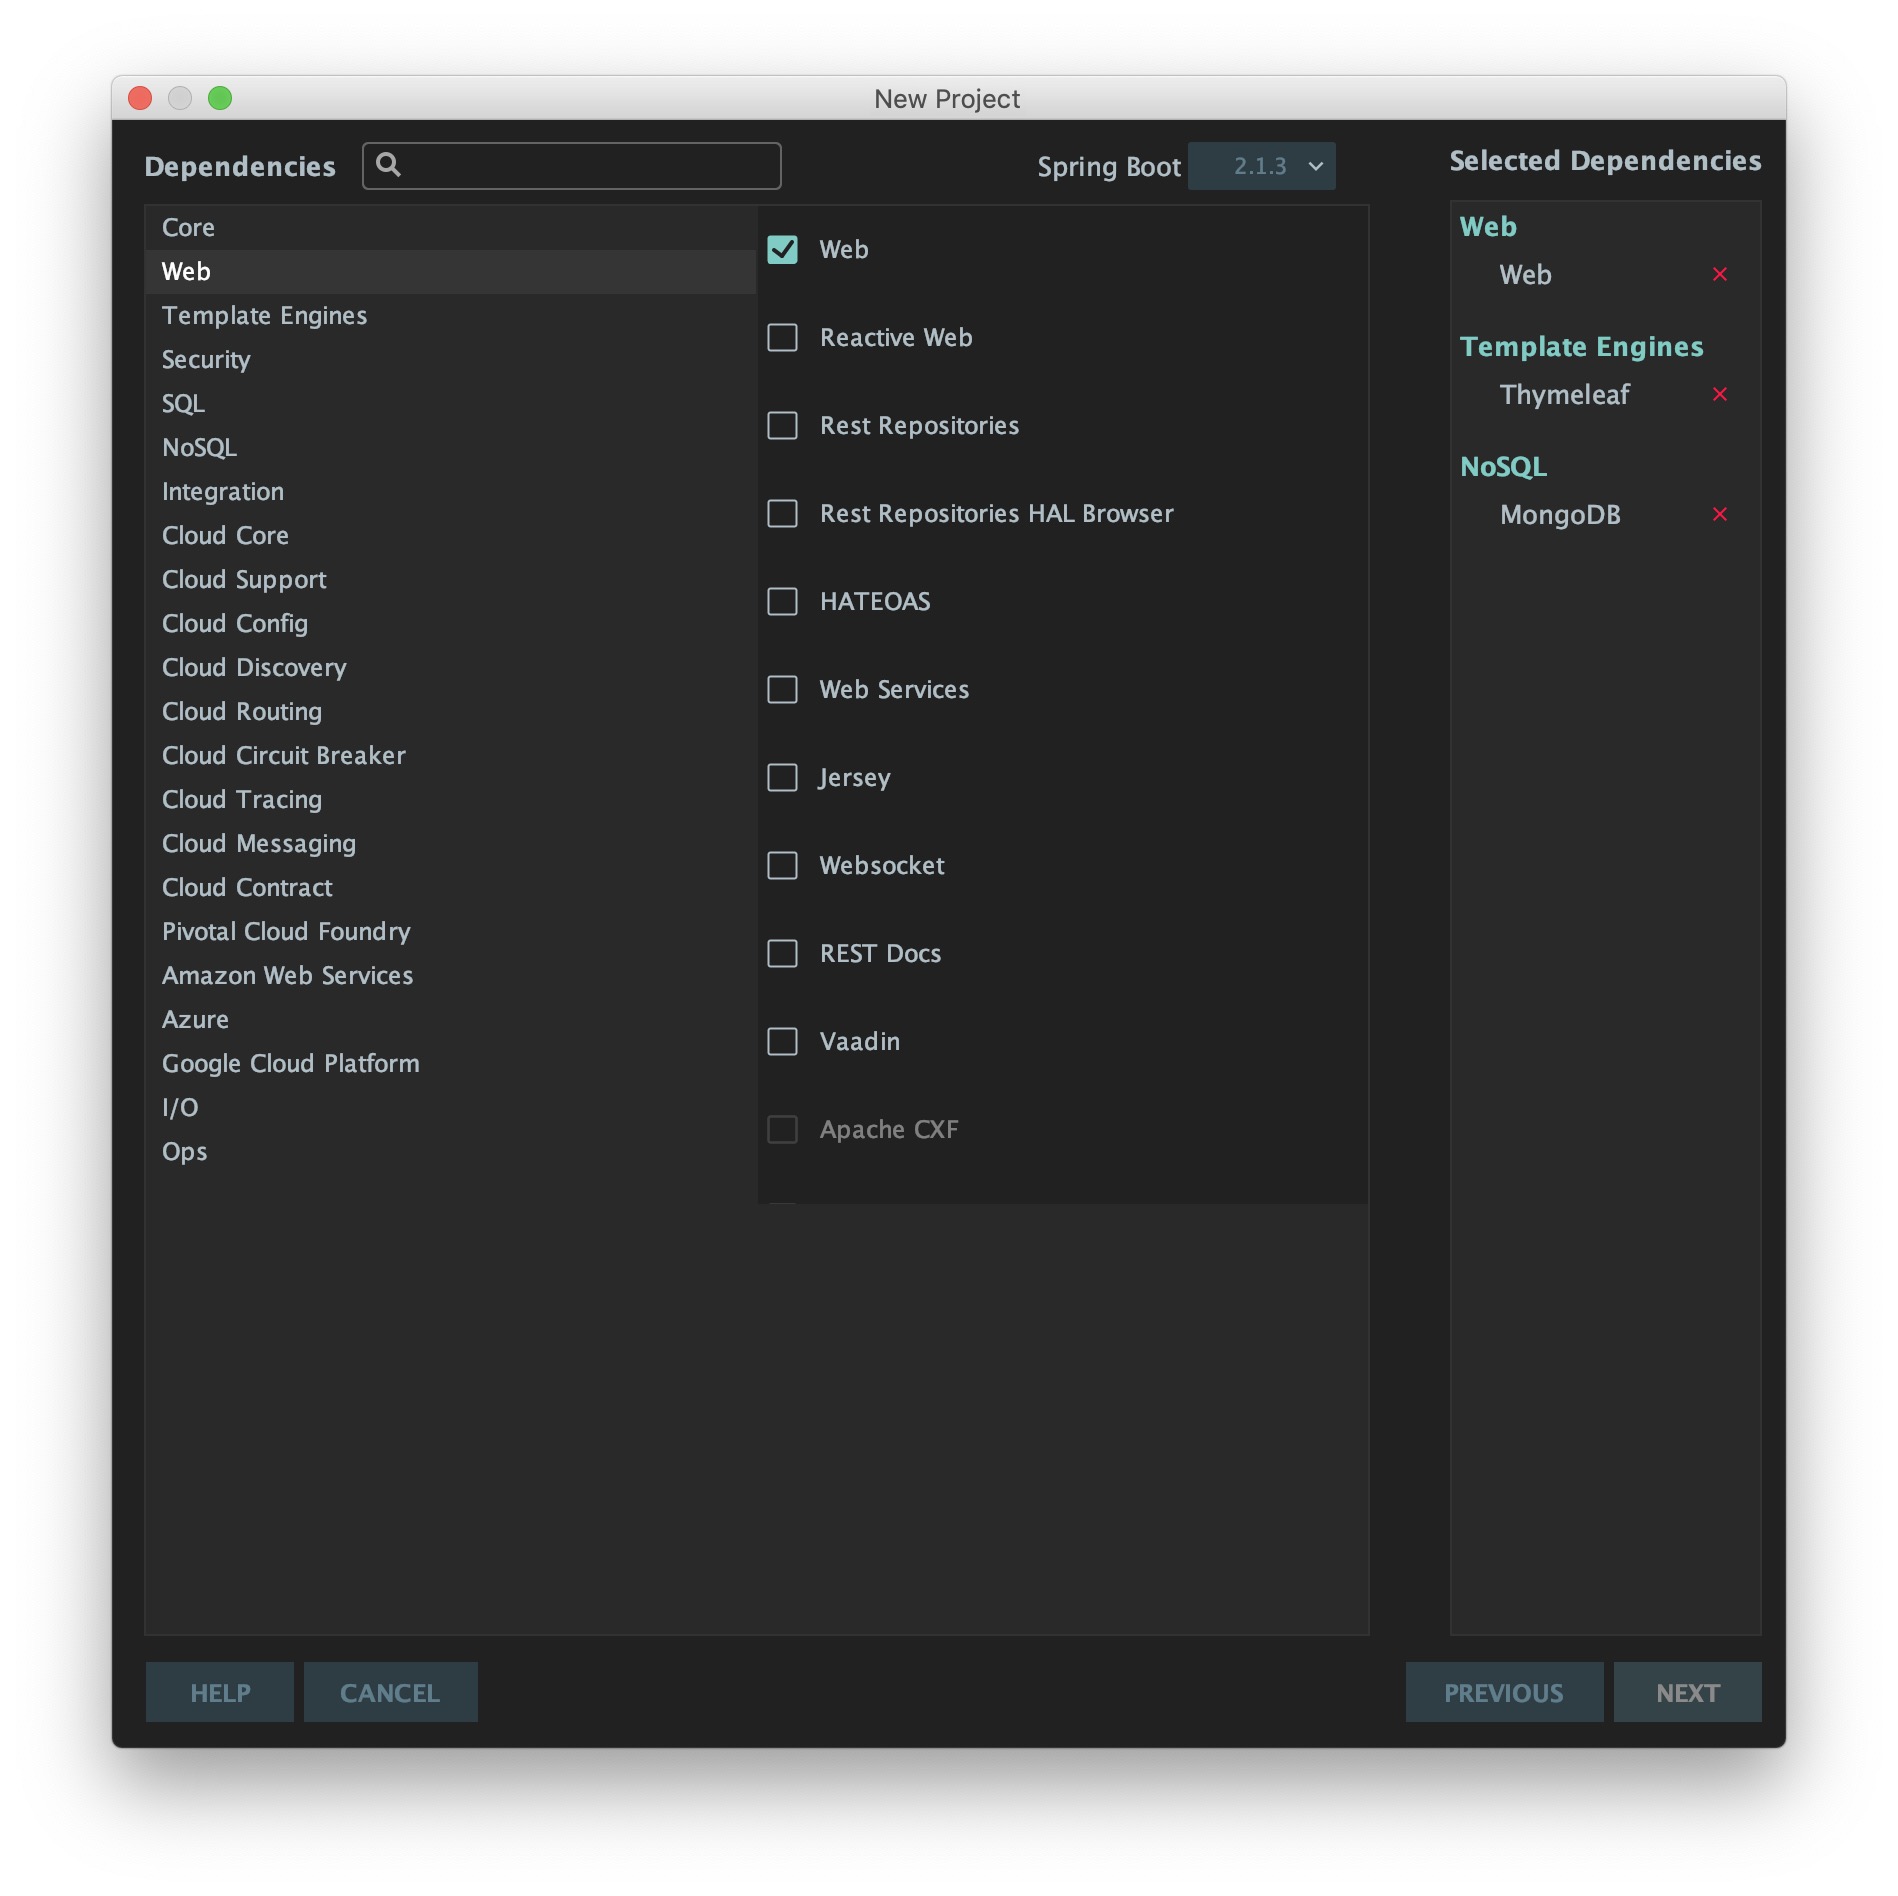 New Project
Dependencies
Spring Boot 2.1.3
Selected Dependencies
Core
Web
Template Engines
Security
SQL
NoSQL
Integration
Cloud Core
Cloud Support
Cloud Config
Cloud Discovery
Cloud Routing
Cloud Circuit Breaker
Cloud Tracing
Cloud Messaging
Cloud Contract
Pivotal Cloud Foundry
Amazon Web Services
Azure
Google Cloud Platform
I/O
Ops
Web
Reactive Web
Rest Repositories
Rest Repositories HAL Browser
HATEOAS
Web Services
Jersey
Websocket
REST Docs
Vaadin
Apache CXF
Web
Web
Template Engines
Thymeleaf
NoSQL
MongoDB
HELP
CANCEL
PREVIOUS
NEXT